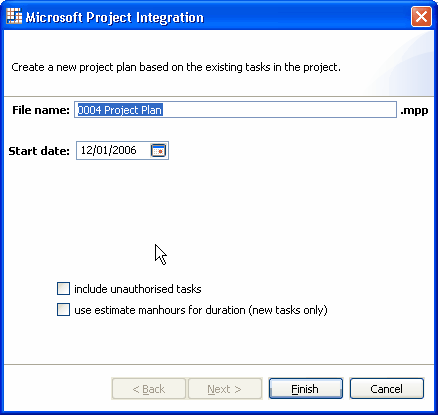 Microsoft Project Integration
Create a new project plan based on the existing tasks in the project.
File name: 0004 Project Plan .mpp
Start date: 12/01/2006
include unauthorised tasks
use estimate manhours for duration (new tasks only)
< Back Next > Finish Cancel